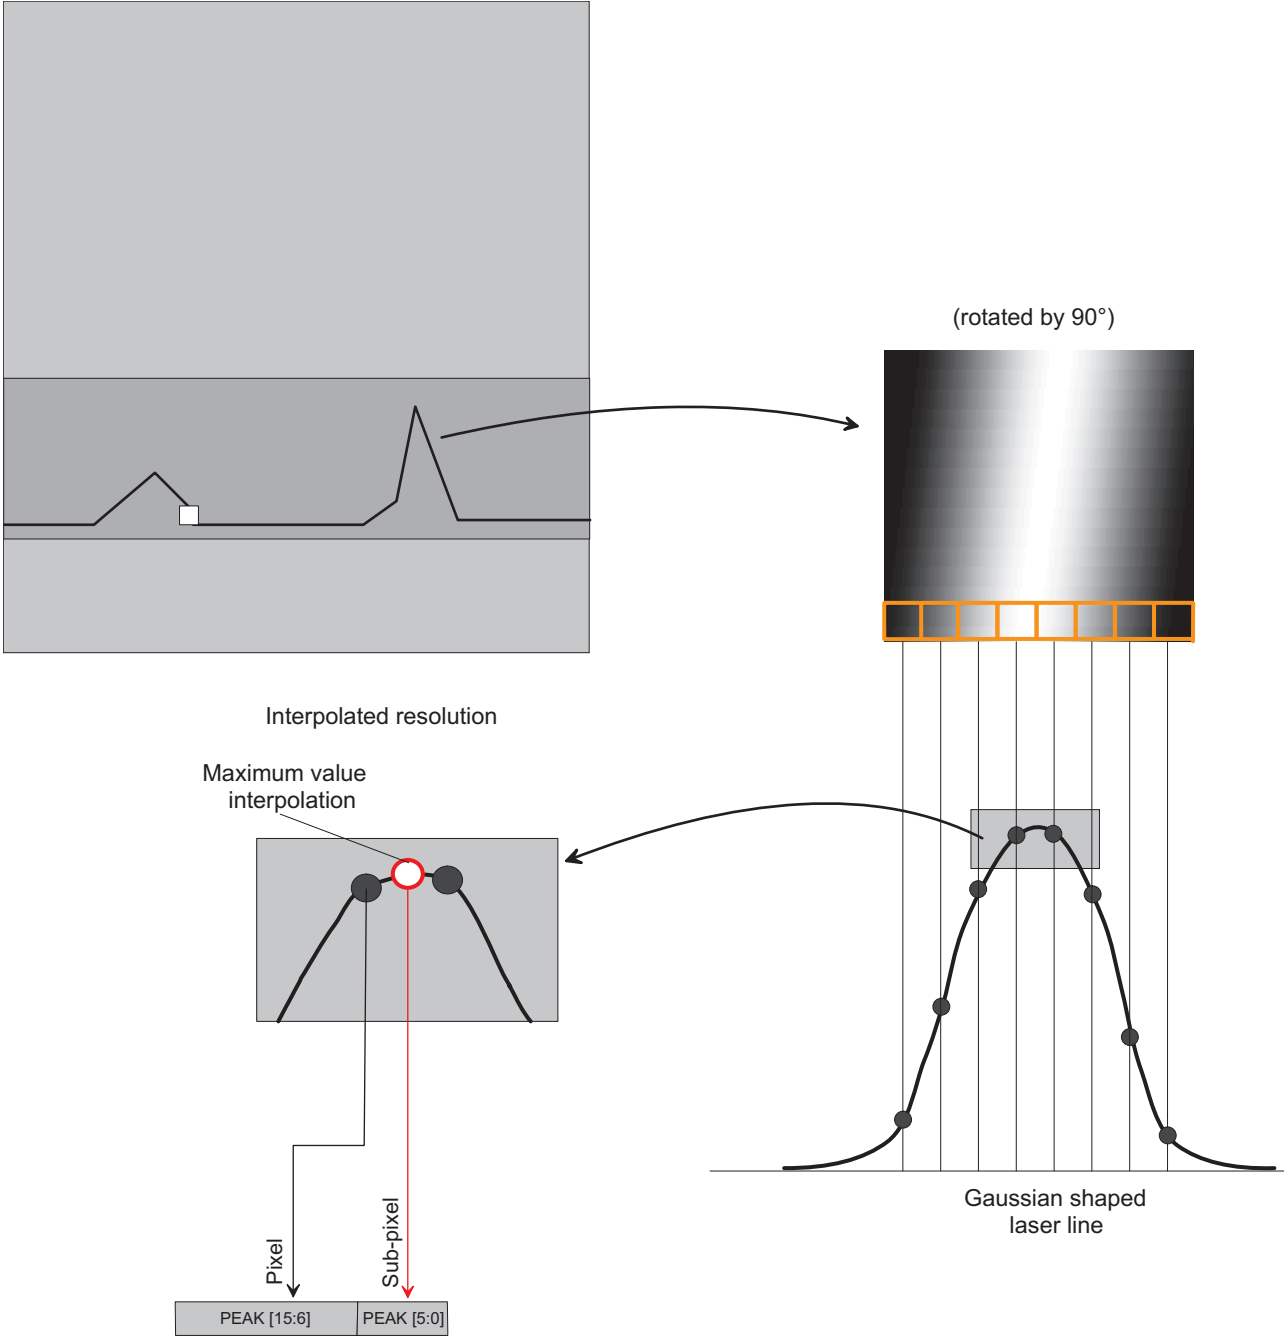 (rotated by 90°)
Interpolated resolution
Maximum value
interpolation
Gaussian shaped
laser line
Pixel
Sub-pixel
PEAK [15:6]
PEAK [5:0]